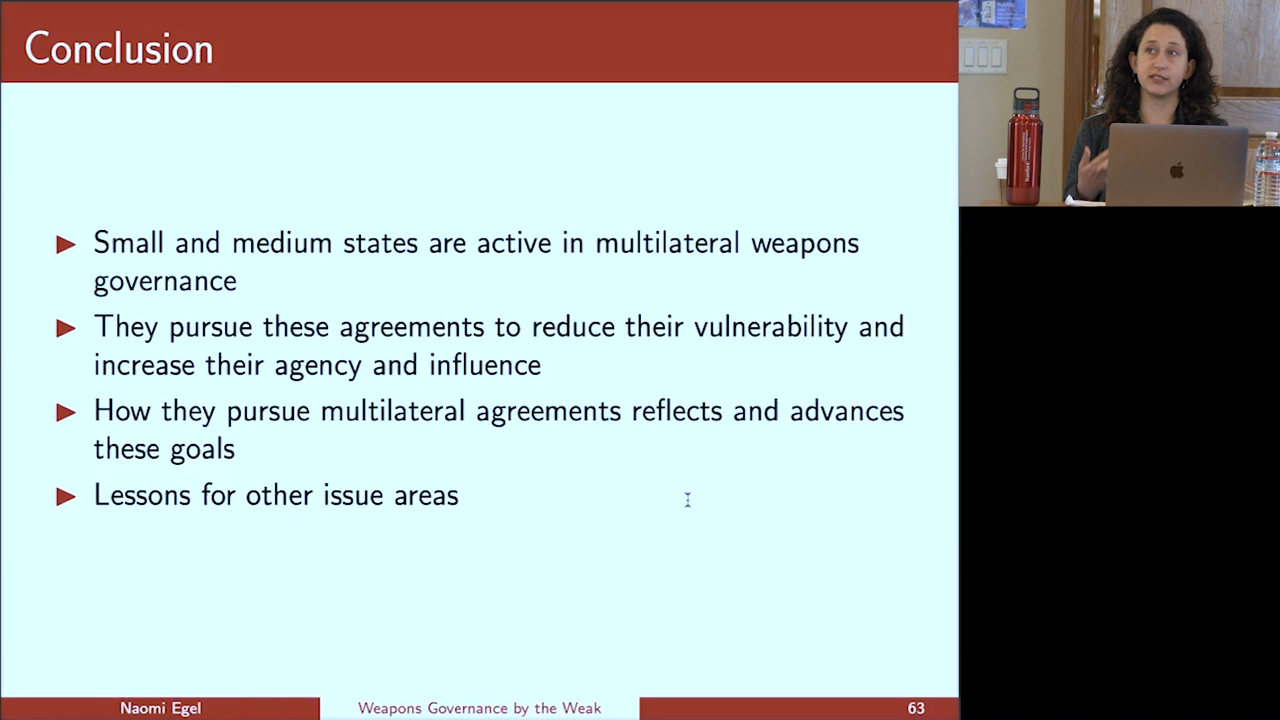 Conclusion
Small and medium states are active in multilateral weapons
governance
They pursue these agreements to reduce their vulnerability and
increase their agency and influence
How they pursue multilateral agreements reflects and advances
these goals
Lessons for other issue areas
Naomi Egel
Weapons Governance by the Weak
63
Stanford